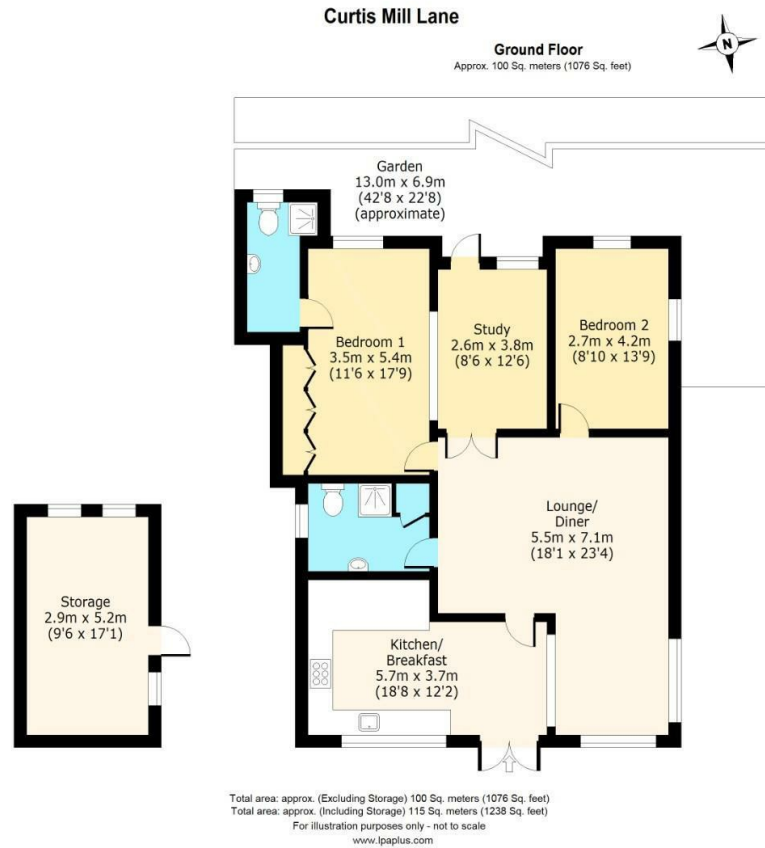 Curtis Mill Lane
Ground Floor
Approx. 100 Sq. meters (1076 Sq. feet)
N
Garden
13.0m x 6.9m
(42'8 x 22'8)
(approximate)
Bedroom 1
3.5m x 5.4m
(11'6 x 17'9)
Study
2.6m x 3.8m
(8'6 x 12'6)
Bedroom 2
2.7m x 4.2m
(8'10 x 13'9)
Lounge/
Diner
5.5m x 7.1m
(18'1 x 23'4)
Storage
2.9m x 5.2m
(9'6 x 17'1)
Kitchen/
Breakfast
5.7m x 3.7m
(18'8 x 12'2)
Total area: approx. (Excluding Storage) 100 Sq. meters (1076 Sq. feet)
Total area: approx. (Including Storage) 115 Sq. meters (1238 Sq. feet)
For illustration purposes only - not to scale
www.lpaplus.com